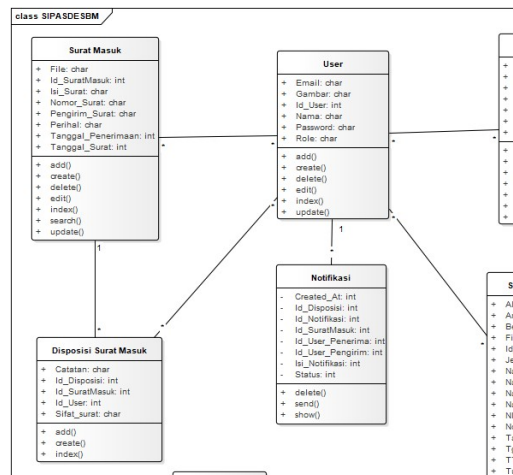 class SIPASDESBM
Surat Masuk
+ File: char
+ Id_SuratMasuk: int
+ Isi_Surat: char
+ Nomor_Surat: char
+ Pengirim_Surat: char
+ Perihal: char
+ Tanggal_Penerimaan: int
+ Tanggal_Surat: int
+ add()
+ create()
+ delete()
+ edit()
+ index()
+ search()
+ update()
User
+ Email: char
+ Gambar: char
+ Id_User: int
+ Nama: char
+ Password: char
+ Role: char
+ add()
+ create()
+ delete()
+ edit()
+ index()
+ update()
1
1
Notifikasi
- Created_At: int
- Id_Disposisi: int
- Id_Notifikasi: int
- Id_SuratMasuk: int
- Id_User_Penerima: int
- Id_User_Pengirim: int
- Isi_Notifikasi: int
- Status: int
+ delete()
+ send()
+ show()
Disposisi Surat Masuk
+ Catatan: char
+ Id_Disposisi: int
+ Id_SuratMasuk: int
+ Id_User: int
+ Sifat_surat: char
+ add()
+ create()
+ index()